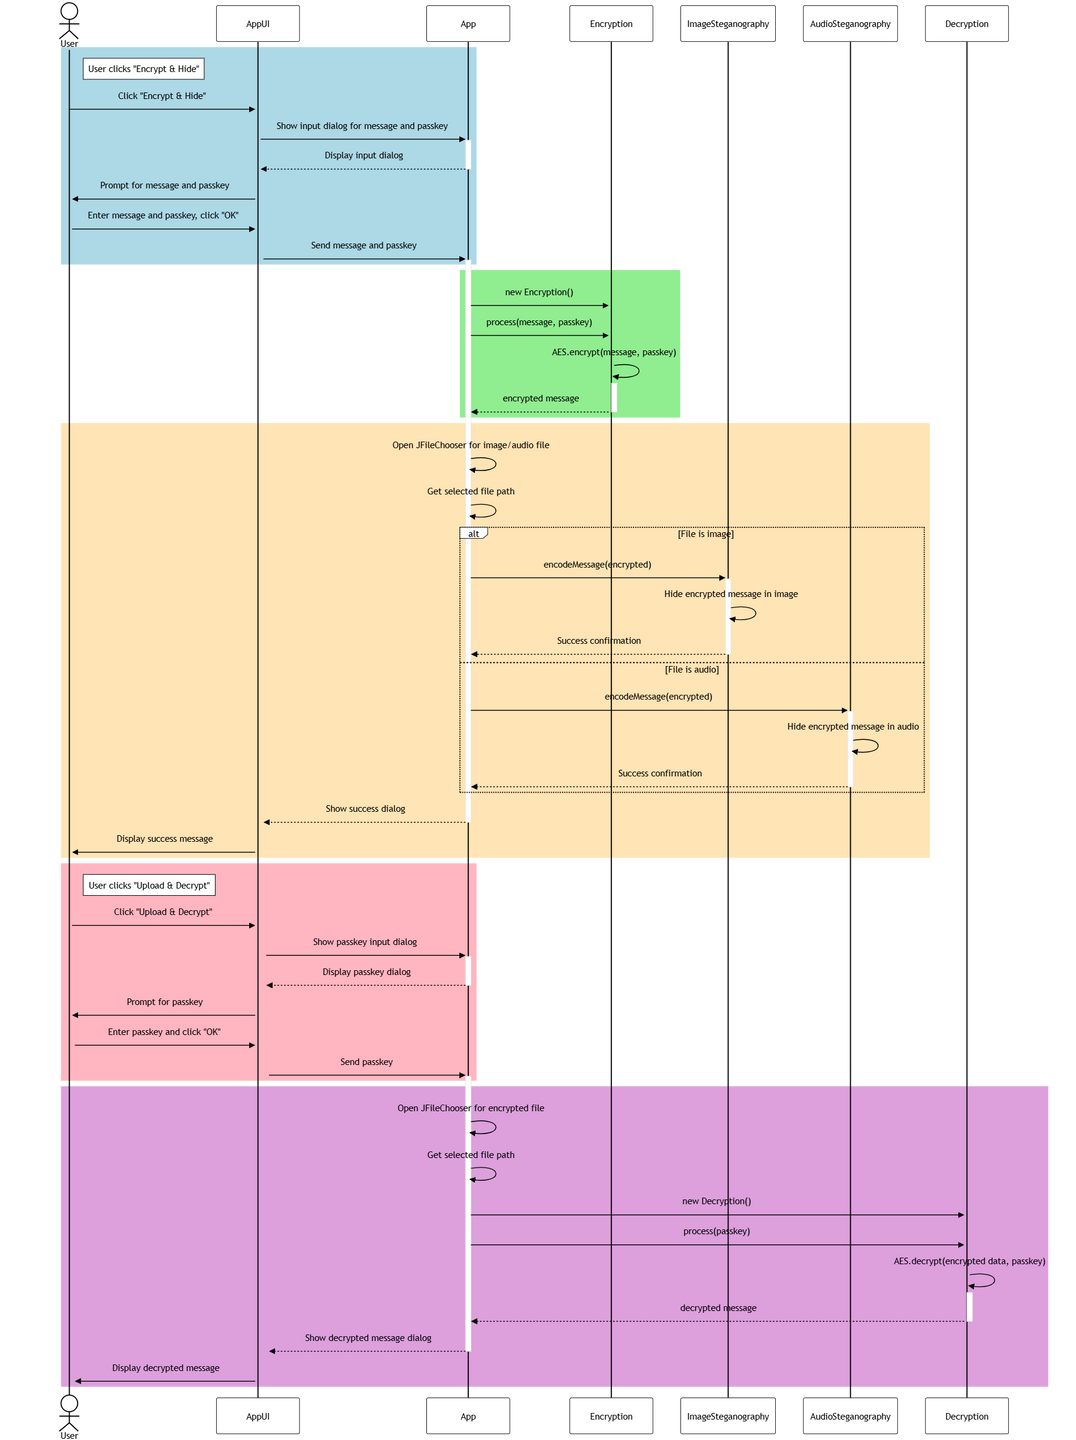 User
AppUI
App
Encryption
ImageSteganography
AudioSteganography
Decryption
User clicks "Encrypt & Hide"
Click "Encrypt & Hide"
Show input dialog for message and passkey
Display input dialog
Prompt for message and passkey
Enter message and passkey, click "OK"
Send message and passkey
new Encryption()
process(message, passkey)
AES.encrypt(message, passkey)
encrypted message
Open JFileChooser for image/audio file
Get selected file path
alt
[File is image]
encodeMessage(encrypted)
Hide encrypted message in image
Success confirmation
[File is audio]
encodeMessage(encrypted)
Hide encrypted message in audio
Success confirmation
Show success dialog
Display success message
User clicks "Upload & Decrypt"
Click "Upload & Decrypt"
Show passkey input dialog
Display passkey dialog
Prompt for passkey
Enter passkey and click "OK"
Send passkey
Open JFileChooser for encrypted file
Get selected file path
new Decryption()
process(passkey)
AES.decrypt(encrypted data, passkey)
decrypted message
Show decrypted message dialog
Display decrypted message
User
AppUI
App
Encryption
ImageSteganography
AudioSteganography
Decryption